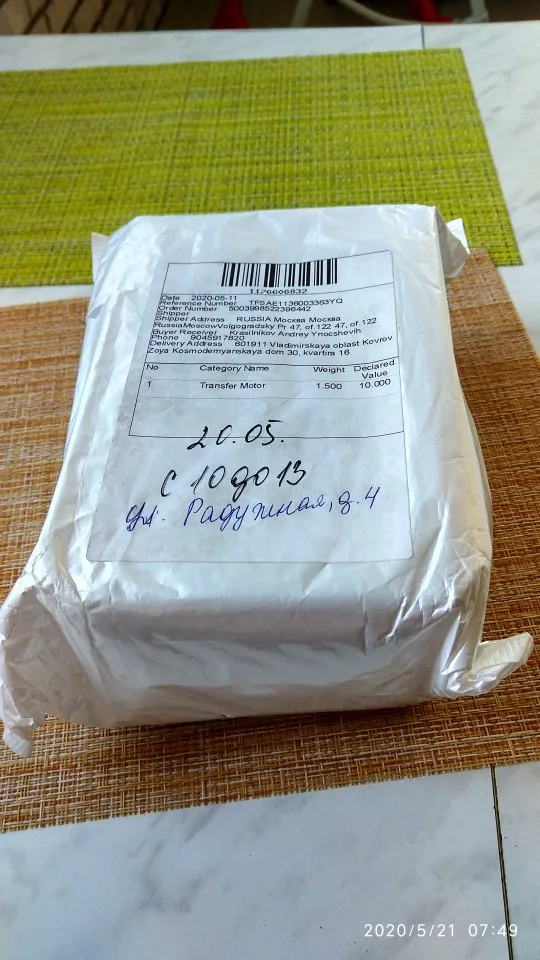 1126606832
Date 2020-05-11
Reference Number TFSAE1136003363YQ
Order Number 5003998522396442
Shipper
Shipper Address RUSSIA Москва Москва
RussiaMoscowVolgogradsky Pr 47, of.122 47, of.122
Buyer Receiver Krasilnikov Andrey Ynocshevih
Phone 9045917820
Delivery Address 601911 Vladimirskaya oblast Kovrov
Zoya Kosmodemyanskaya dom 30, kvartira 16
No Category Name Weight Declared Value
1 Transfer Motor 1.500 10.000
20.05.
с 10 до 13
ул. Радужная, д. 4
2020/5/21 07:49